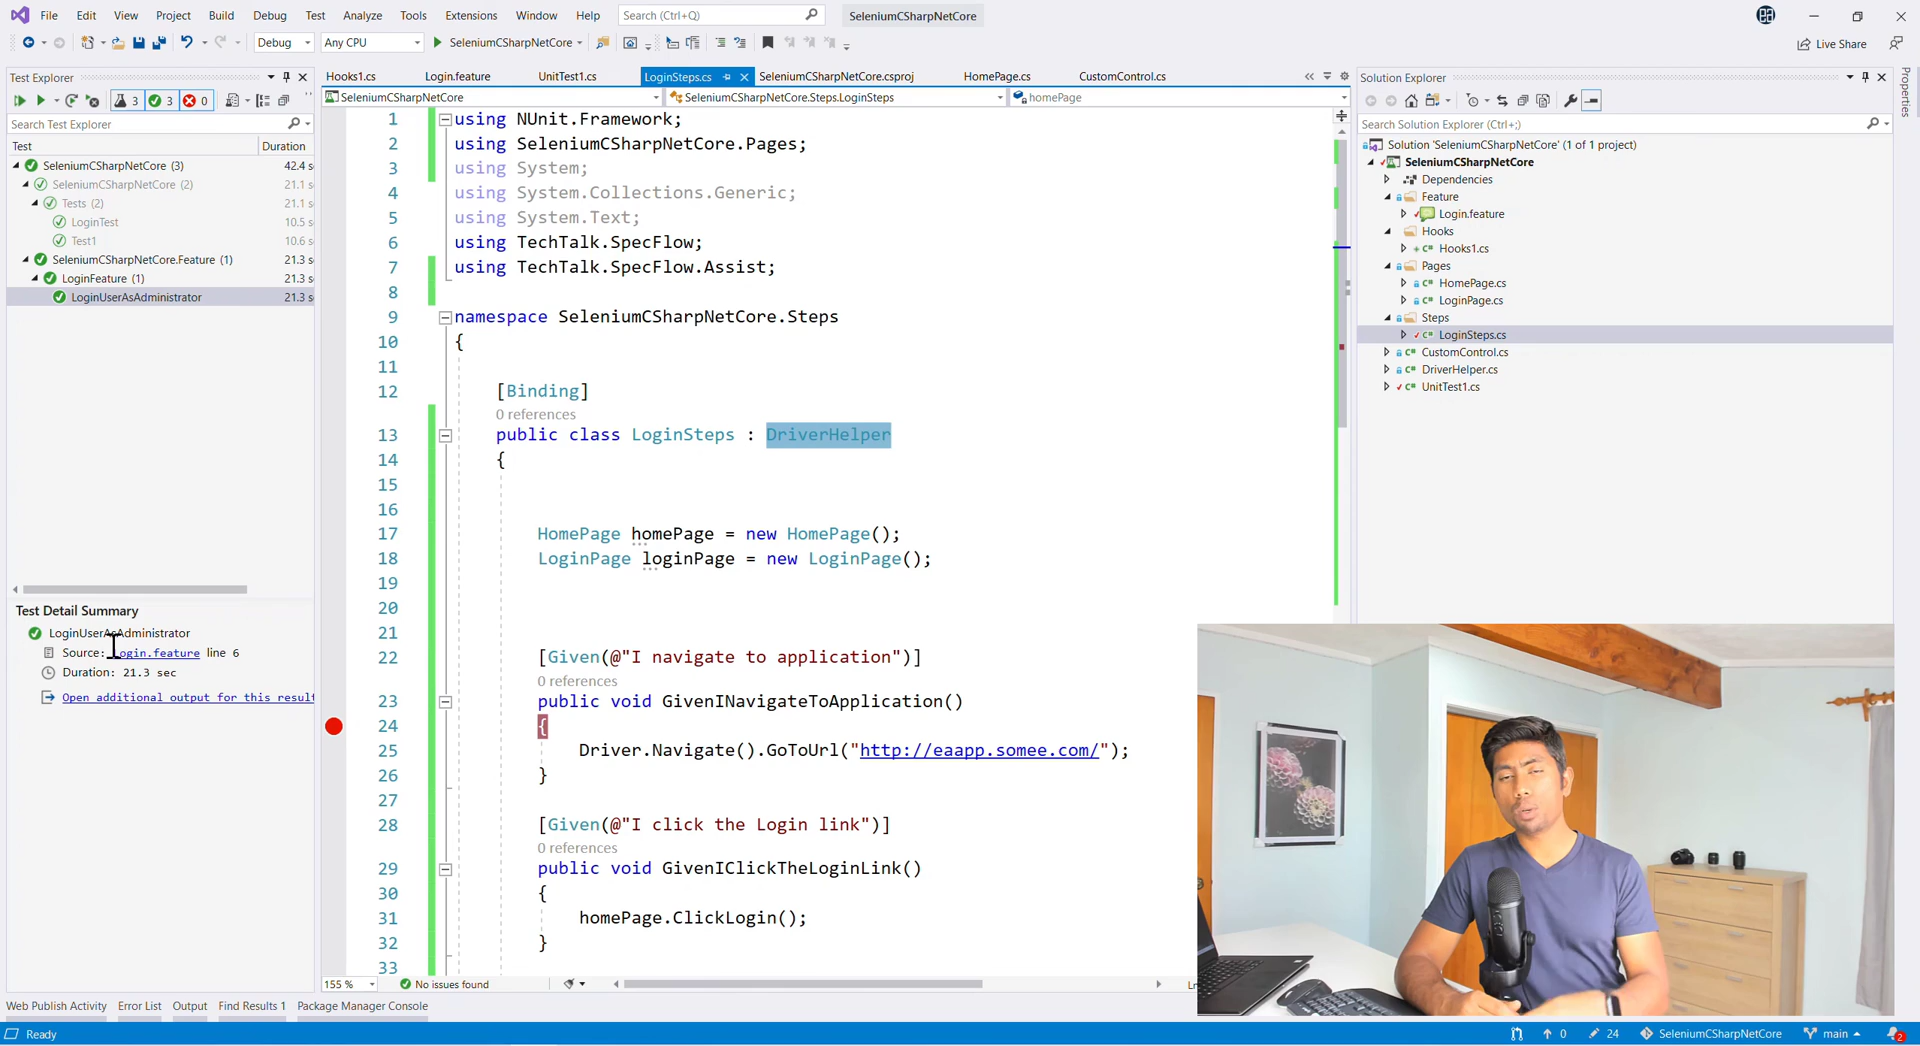 File Edit View Project Build Debug Test Analyze Tools Extensions Window Help Search (Ctrl+Q) SeleniumCSharpNetCore
Debug Any CPU SeleniumCSharpNetCore Live Share
Test Explorer
3 3 0
Search Test Explorer
Test Duration
SeleniumCSharpNetCore (3) 42.4 s
SeleniumCSharpNetCore (2) 21.1 s
Tests (2) 21.1 s
LoginTest 10.5 s
Test1 10.6 s
SeleniumCSharpNetCore.Feature (1) 21.3 s
LoginFeature (1) 21.3 s
LoginUserAsAdministrator 21.3 s
Test Detail Summary
LoginUserAsAdministrator
Source: Login.feature line 6
Duration: 21.3 sec
Open additional output for this result
Hooks1.cs Login.feature UnitTest1.cs LoginSteps.cs SeleniumCSharpNetCore.csproj HomePage.cs CustomControl.cs
SeleniumCSharpNetCore SeleniumCSharpNetCore.Steps.LoginSteps homePage
1 using NUnit.Framework;
2 using SeleniumCSharpNetCore.Pages;
3 using System;
4 using System.Collections.Generic;
5 using System.Text;
6 using TechTalk.SpecFlow;
7 using TechTalk.SpecFlow.Assist;
8
9 namespace SeleniumCSharpNetCore.Steps
10 {
11
12 [Binding]
0 references
13 public class LoginSteps : DriverHelper
14 {
15
16
17 HomePage homePage = new HomePage();
18 LoginPage loginPage = new LoginPage();
19
20
21
22 [Given(@"I navigate to application")]
0 references
23 public void GivenINavigateToApplication()
24 {
25 Driver.Navigate().GoToUrl("http://eaapp.somee.com/");
26 }
27
28 [Given(@"I click the Login link")]
0 references
29 public void GivenIClickTheLoginLink()
30 {
31 homePage.ClickLogin();
32 }
33
155 % No issues found
Solution Explorer
Search Solution Explorer (Ctrl+;)
Solution 'SeleniumCSharpNetCore' (1 of 1 project)
SeleniumCSharpNetCore
Dependencies
Feature
Login.feature
Hooks
Hooks1.cs
Pages
HomePage.cs
LoginPage.cs
Steps
LoginSteps.cs
CustomControl.cs
DriverHelper.cs
UnitTest1.cs
Properties
Web Publish Activity Error List Output Find Results 1 Package Manager Console
Ready 0 24 SeleniumCSharpNetCore main 2